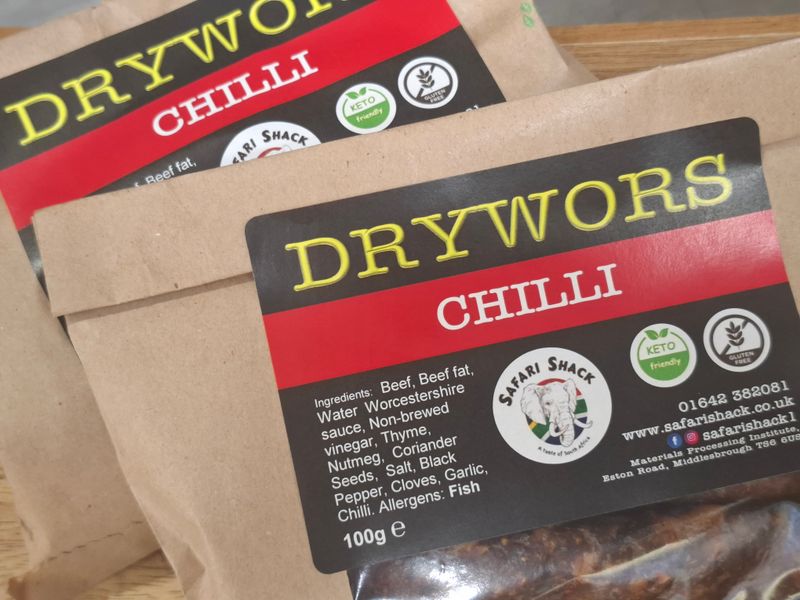 DRYWORS
CHILLI
KETO
friendly
GLUTEN
FREE
SAFARI SHACK
Beef fat,
DRYWORS
CHILLI
Ingredients: Beef, Beef fat,
Water Worcestershire
sauce, Non-brewed
vinegar, Thyme,
Nutmeg, Coriander
Seeds, Salt, Black
Pepper, Cloves, Garlic,
Chilli. Allergens: Fish
100g ℮
SAFARI SHACK
A Taste of South Africa
KETO
friendly
GLUTEN
FREE
01642 382081
www.safarishack.co.uk
safarishack1
Materials Processing Institute,
Eston Road, Middlesbrough TS6 6US